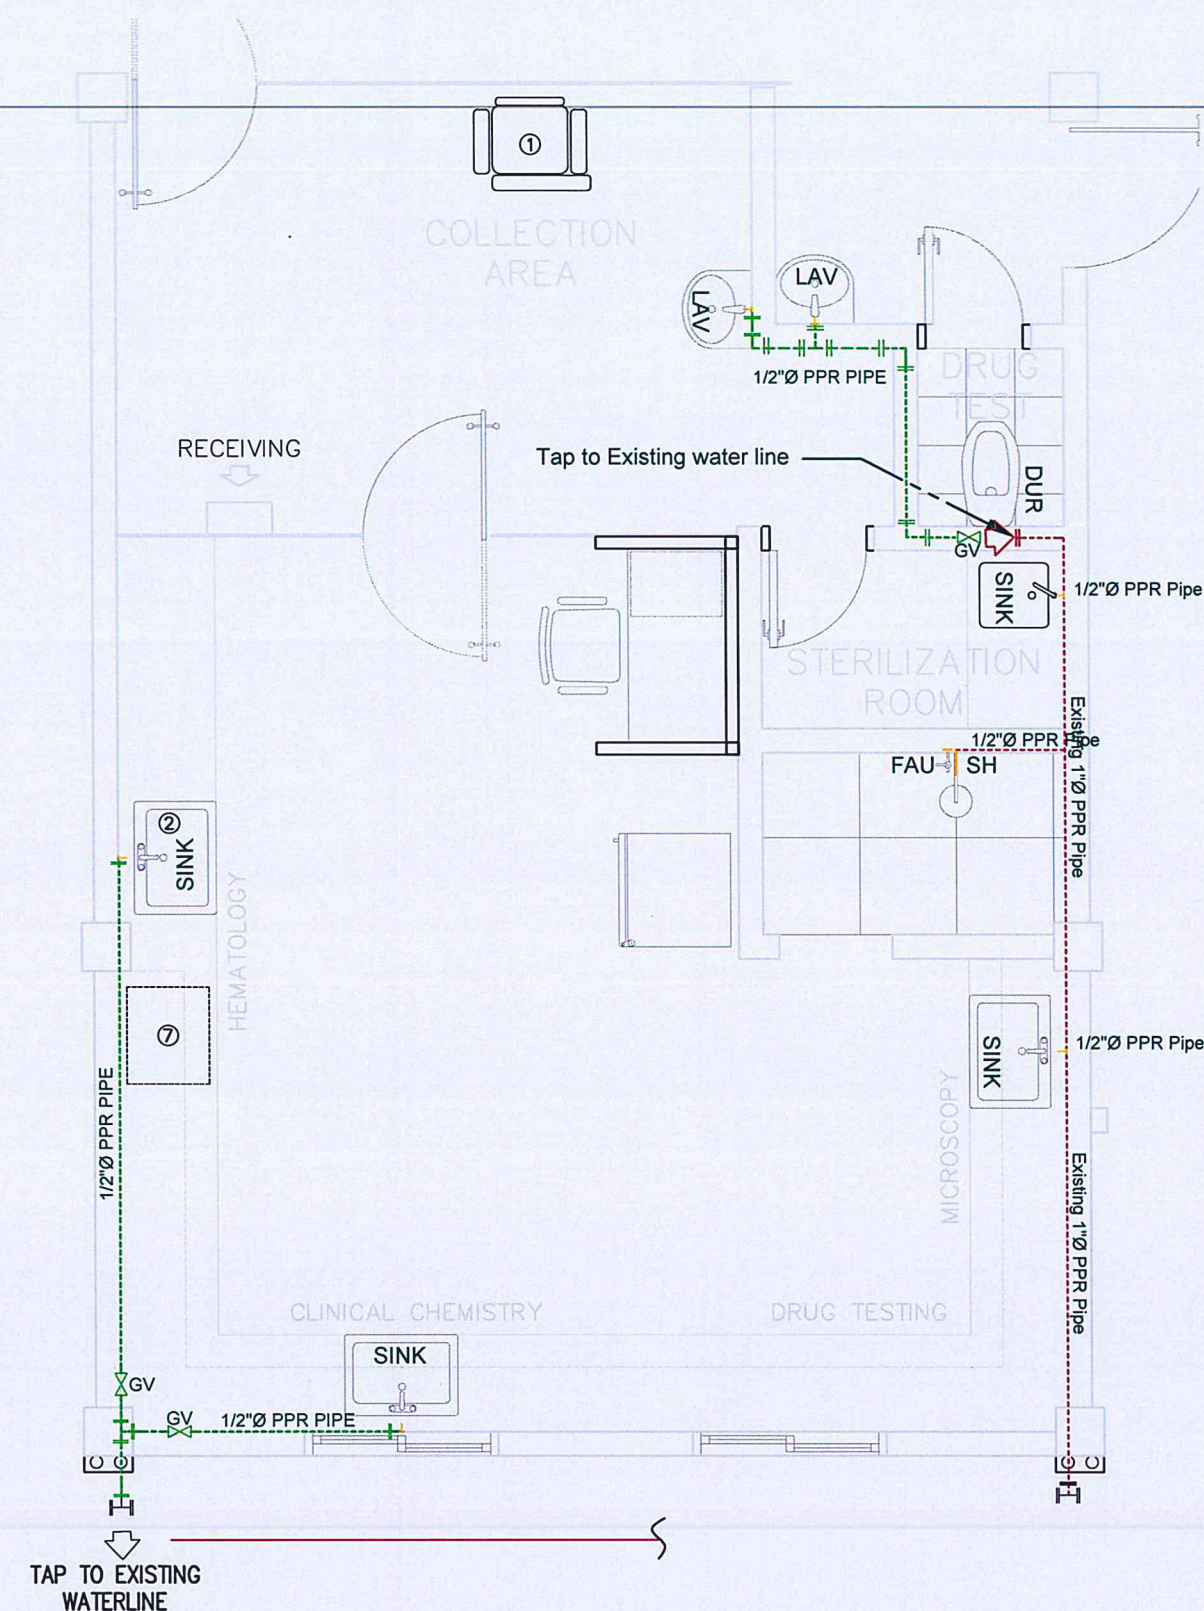 ①
COLLECTION
AREA
LAV
LAV
1/2"Ø PPR PIPE
DRUG
TEST
RECEIVING
Tap to Existing water line
DUR
GV
SINK
1/2"Ø PPR Pipe
STERILIZATION
ROOM
Existing 1"Ø PPR Pipe
1/2"Ø PPR Pipe
FAU
SH
②
SINK
HEMATOLOGY
⑦
SINK
1/2"Ø PPR Pipe
1/2"Ø PPR PIPE
MICROSCOPY
Existing 1"Ø PPR Pipe
CLINICAL CHEMISTRY
DRUG TESTING
SINK
GV
GV
1/2"Ø PPR PIPE
TAP TO EXISTING
WATERLINE